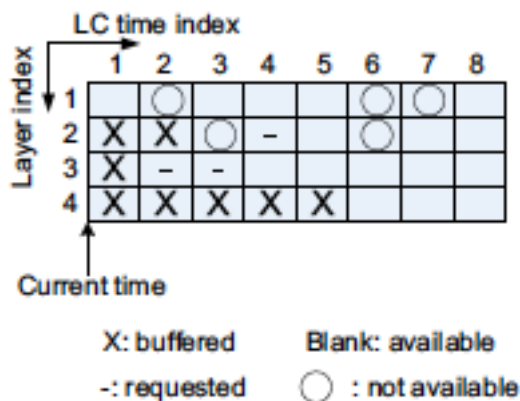 LC time index
Layer index
1 2 3 4 5 6 7 8
1
2 X X -
3 X - -
4 X X X X X
Current time
X: buffered Blank: available
-: requested : not available